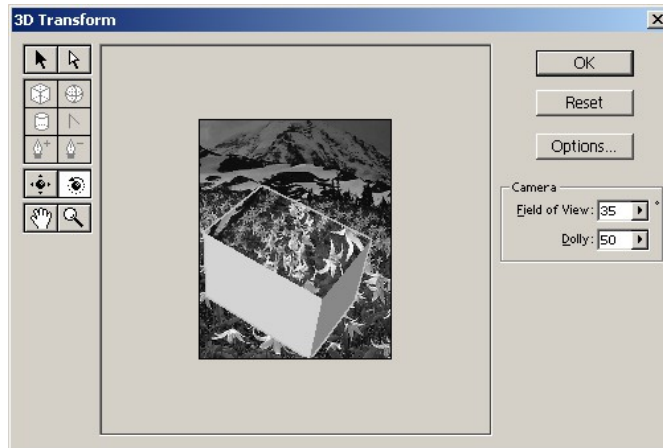 3D Transform
OK
Reset
Options...
Camera
Field of View: 35 °
Dolly: 50